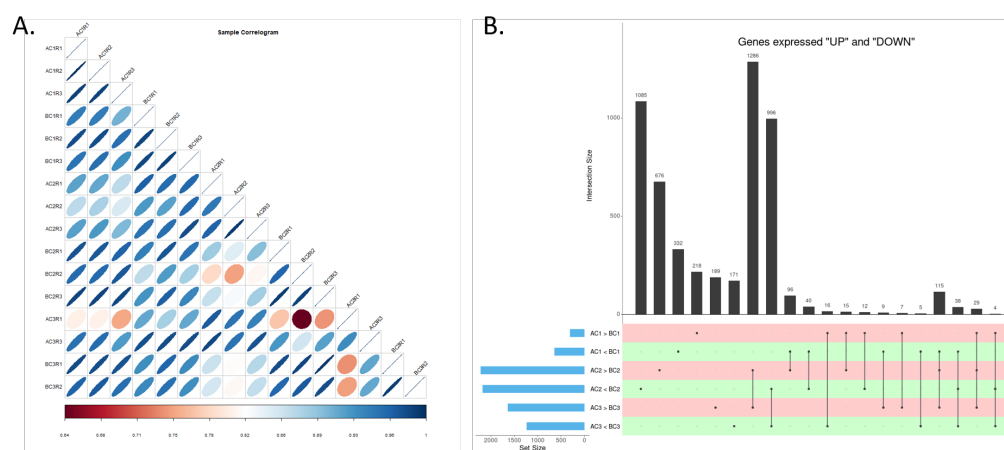 A.
Sample Correlogram
AC1R1
AC1R2
AC1R3
BC1R1
BC1R2
BC1R3
AC2R1
AC2R2
AC2R3
BC2R1
BC2R2
BC2R3
AC3R1
AC3R3
BC3R1
BC3R2
AC1R1
AC1R2
AC1R3
BC1R1
BC1R2
BC1R3
AC2R1
AC2R2
AC2R3
BC2R1
BC2R2
BC2R3
AC3R1
AC3R3
BC3R1
BC3R2
0.64 0.68 0.71 0.75 0.78 0.82 0.86 0.89 0.93 0.96 1
B.
Genes expressed "UP" and "DOWN"
Intersection Size
1000
500
0
1085 676 332 218 189 171 1286 996 96 40 16 15 12 9 7 5 115 38 29 4
AC1 > BC1
AC1 < BC1
AC2 > BC2
AC2 < BC2
AC3 > BC3
AC3 < BC3
2000 1500 1000 500 0
Set Size